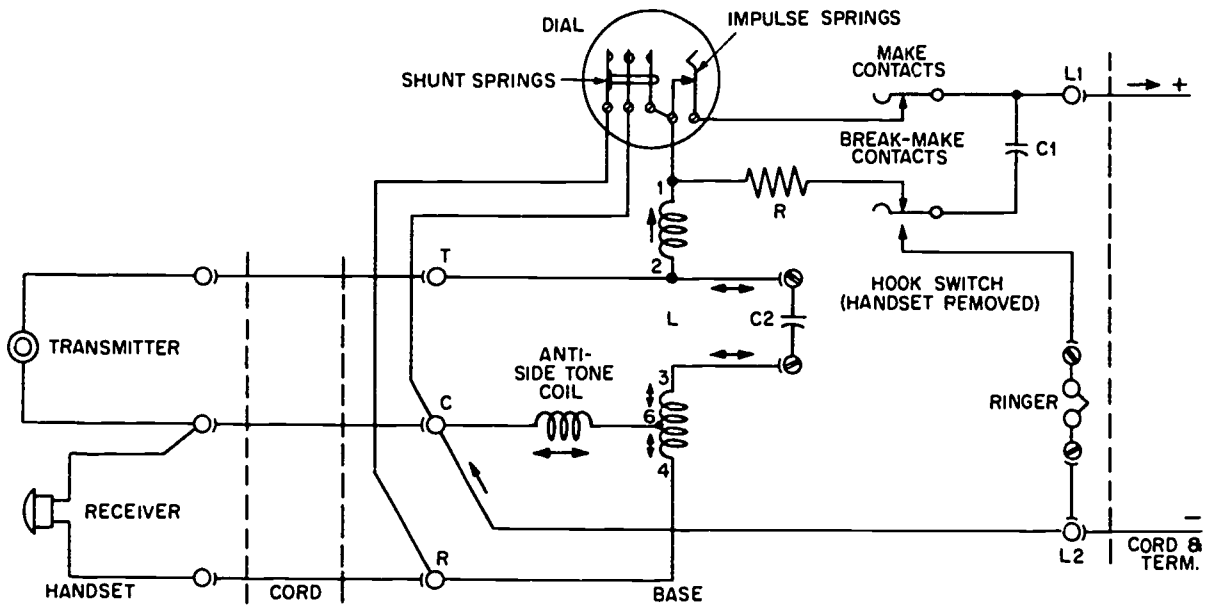 DIAL
IMPULSE SPRINGS
SHUNT SPRINGS
MAKE
CONTACTS
L1
+
BREAK-MAKE
CONTACTS
C1
1
R
2
T
HOOK SWITCH
(HANDSET REMOVED)
L
C2
TRANSMITTER
ANTI-
SIDE TONE
COIL
3
C
6
RINGER
4
RECEIVER
R
L2
-
CORD &
TERM.
HANDSET
CORD
BASE